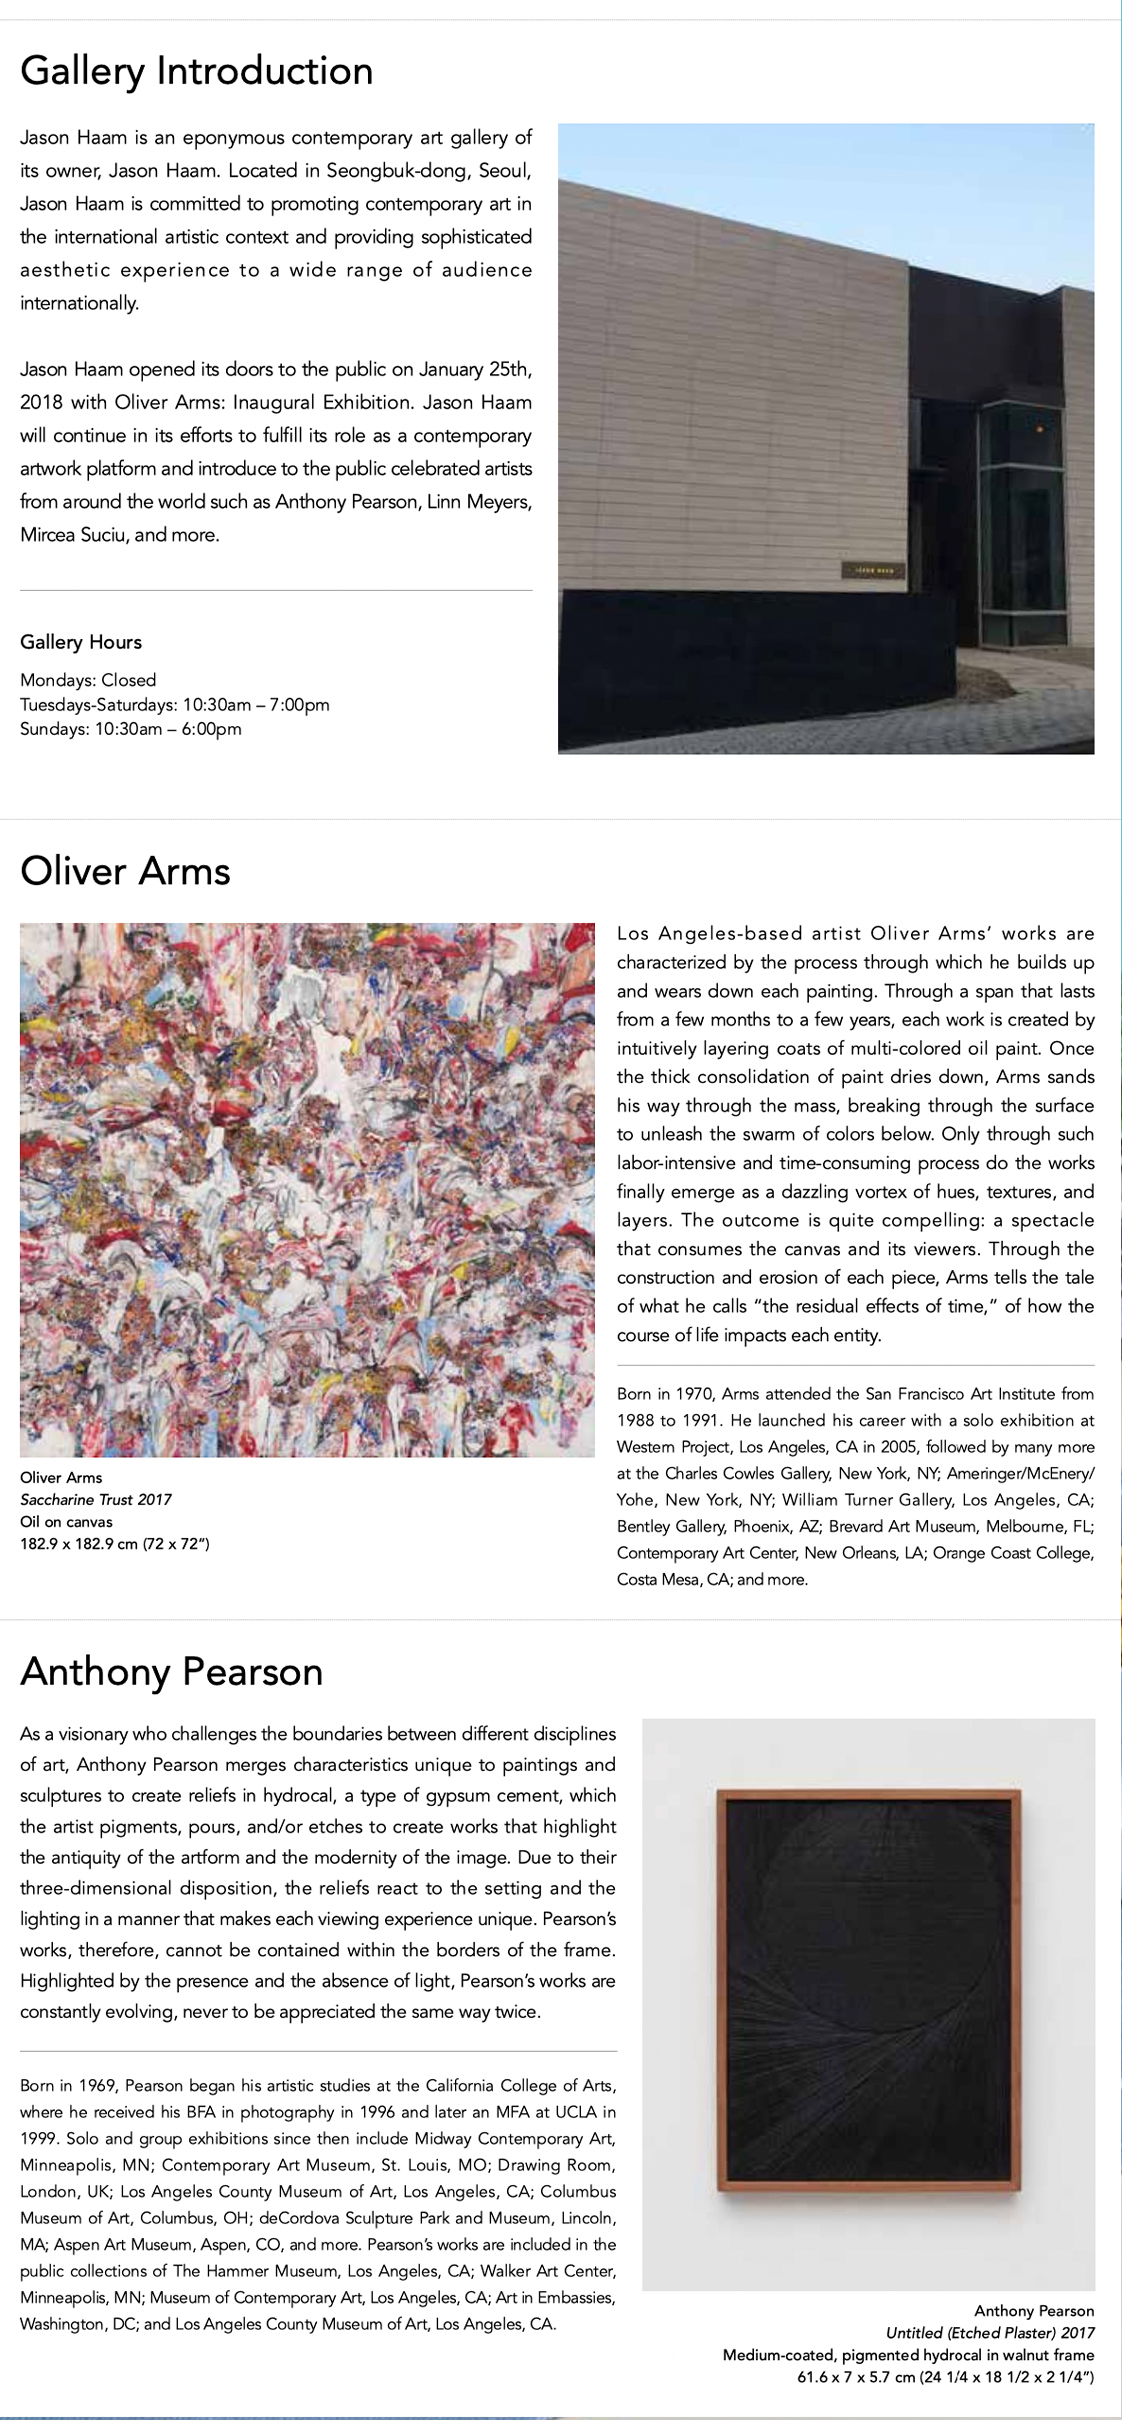 Gallery Introduction
Jason Haam is an eponymous contemporary art gallery of
its owner, Jason Haam. Located in Seongbuk-dong, Seoul,
Jason Haam is committed to promoting contemporary art in
the international artistic context and providing sophisticated
aesthetic experience to a wide range of audience
internationally.
Jason Haam opened its doors to the public on January 25th,
2018 with Oliver Arms: Inaugural Exhibition. Jason Haam
will continue in its efforts to fulfill its role as a contemporary
artwork platform and introduce to the public celebrated artists
from around the world such as Anthony Pearson, Linn Meyers,
Mircea Suciu, and more.
Gallery Hours
Mondays: Closed
Tuesdays-Saturdays: 10:30am – 7:00pm
Sundays: 10:30am – 6:00pm
JASON HAAM
Oliver Arms
Oliver Arms
Saccharine Trust 2017
Oil on canvas
182.9 x 182.9 cm (72 x 72”)
Los Angeles-based artist Oliver Arms’ works are
characterized by the process through which he builds up
and wears down each painting. Through a span that lasts
from a few months to a few years, each work is created by
intuitively layering coats of multi-colored oil paint. Once
the thick consolidation of paint dries down, Arms sands
his way through the mass, breaking through the surface
to unleash the swarm of colors below. Only through such
labor-intensive and time-consuming process do the works
finally emerge as a dazzling vortex of hues, textures, and
layers. The outcome is quite compelling: a spectacle
that consumes the canvas and its viewers. Through the
construction and erosion of each piece, Arms tells the tale
of what he calls “the residual effects of time,” of how the
course of life impacts each entity.
Born in 1970, Arms attended the San Francisco Art Institute from
1988 to 1991. He launched his career with a solo exhibition at
Western Project, Los Angeles, CA in 2005, followed by many more
at the Charles Cowles Gallery, New York, NY; Ameringer/McEnery/
Yohe, New York, NY; William Turner Gallery, Los Angeles, CA;
Bentley Gallery, Phoenix, AZ; Brevard Art Museum, Melbourne, FL;
Contemporary Art Center, New Orleans, LA; Orange Coast College,
Costa Mesa, CA; and more.
Anthony Pearson
As a visionary who challenges the boundaries between different disciplines
of art, Anthony Pearson merges characteristics unique to paintings and
sculptures to create reliefs in hydrocal, a type of gypsum cement, which
the artist pigments, pours, and/or etches to create works that highlight
the antiquity of the artform and the modernity of the image. Due to their
three-dimensional disposition, the reliefs react to the setting and the
lighting in a manner that makes each viewing experience unique. Pearson’s
works, therefore, cannot be contained within the borders of the frame.
Highlighted by the presence and the absence of light, Pearson’s works are
constantly evolving, never to be appreciated the same way twice.
Born in 1969, Pearson began his artistic studies at the California College of Arts,
where he received his BFA in photography in 1996 and later an MFA at UCLA in
1999. Solo and group exhibitions since then include Midway Contemporary Art,
Minneapolis, MN; Contemporary Art Museum, St. Louis, MO; Drawing Room,
London, UK; Los Angeles County Museum of Art, Los Angeles, CA; Columbus
Museum of Art, Columbus, OH; deCordova Sculpture Park and Museum, Lincoln,
MA; Aspen Art Museum, Aspen, CO, and more. Pearson’s works are included in the
public collections of The Hammer Museum, Los Angeles, CA; Walker Art Center,
Minneapolis, MN; Museum of Contemporary Art, Los Angeles, CA; Art in Embassies,
Washington, DC; and Los Angeles County Museum of Art, Los Angeles, CA.
Anthony Pearson
Untitled (Etched Plaster) 2017
Medium-coated, pigmented hydrocal in walnut frame
61.6 x 7 x 5.7 cm (24 1/4 x 18 1/2 x 2 1/4”)